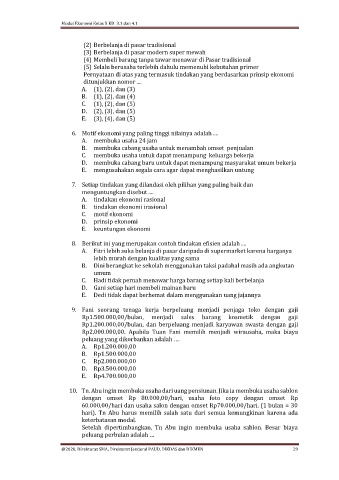 Modul Ekonomi Kelas X KD 3.1 dan 4.1
(2) Berbelanja di pasar tradisional
(3) Berbelanja di pasar modern super mewah
(4) Membeli barang tanpa tawar menawar di Pasar tradisional
(5) Selalu berusaha terlebih dahulu memenuhi kebutuhan primer
Pernyataan di atas yang termasuk tindakan yang berdasarkan prinsip ekonomi
ditunjukkan nomor ....
A. (1), (2), dan (3)
B. (1), (2), dan (4)
C. (1), (2), dan (5)
D. (2), (3), dan (5)
E. (3), (4), dan (5)
6. Motif ekonomi yang paling tinggi nilainya adalah ....
A. membuka usaha 24 jam
B. membuka cabang usaha untuk menambah omset penjualan
C. membuka usaha untuk dapat menampung keluarga bekerja
D. membuka cabang baru untuk dapat menampung masyarakat umum bekerja
E. mengusahakan segala cara agar dapat menghasilkan untung
7. Setiap tindakan yang dilandasi oleh pilihan yang paling baik dan
menguntungkan disebut ...
A. tindakan ekonomi rasional
B. tindakan ekonomi irasional
C. motif ekonomi
D. prinsip ekonomi
E. keuntungan ekonomi
8. Berikut ini yang merupakan contoh tindakan efisien adalah ....
A. Fitri lebih suka belanja di pasar daripada di supermarket karena harganya
lebih murah dengan kualitas yang sama
B. Dini berangkat ke sekolah menggunakan taksi padahal masih ada angkutan
umum
C. Hadi tidak pernah menawar harga barang setiap kali berbelanja
D. Gani setiap hari membeli mainan baru
E. Dedi tidak dapat berhemat dalam menggunakan uang jajannya
9. Fani seorang tenaga kerja berpeluang menjadi penjaga toko dengan gaji
Rp1.500.000,00/bulan, menjadi sales barang kosmetik dengan gaji
Rp1.200.000,00/bulan, dan berpeluang menjadi karyawan swasta dengan gaji
Rp2.000.000,00. Apabila Tuan Fani memilih menjadi wirausaha, maka biaya
peluang yang dikorbankan adalah ....
A. Rp1.200.000,00
B. Rp1.500.000,00
C. Rp2.000.000,00
D. Rp3.500.000,00
E. Rp4.700.000,00
10. Tn. Abu ingin membuka usaha dari uang pensiunan. Jika ia membuka usaha sablon
dengan omset Rp 80.000,00/hari, usaha foto copy dengan omset Rp
60.000,00/hari dan usaha salon dengan omset Rp70.000,00/hari. (1 bulan = 30
hari). Tn Abu harus memilih salah satu dari semua kemungkinan karena ada
keterbatasan modal.
Setelah dipertimbangkan, Tn Abu ingin membuka usaha sablon. Besar biaya
peluang perbulan adalah ....
@2020, Direktorat SMA, Direktorat Jenderal PAUD, DIKDAS dan DIKMEN 29